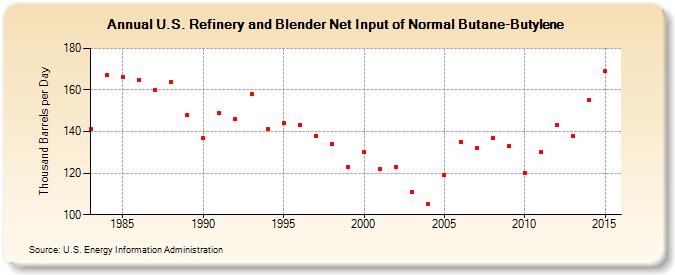 Annual U.S. Refinery and Blender Net Input of Normal Butane-Butylene
Thousand Barrels per Day
180
160
140
120
100
1985 1990 1995 2000 2005 2010 2015
Source: U.S. Energy Information Administration